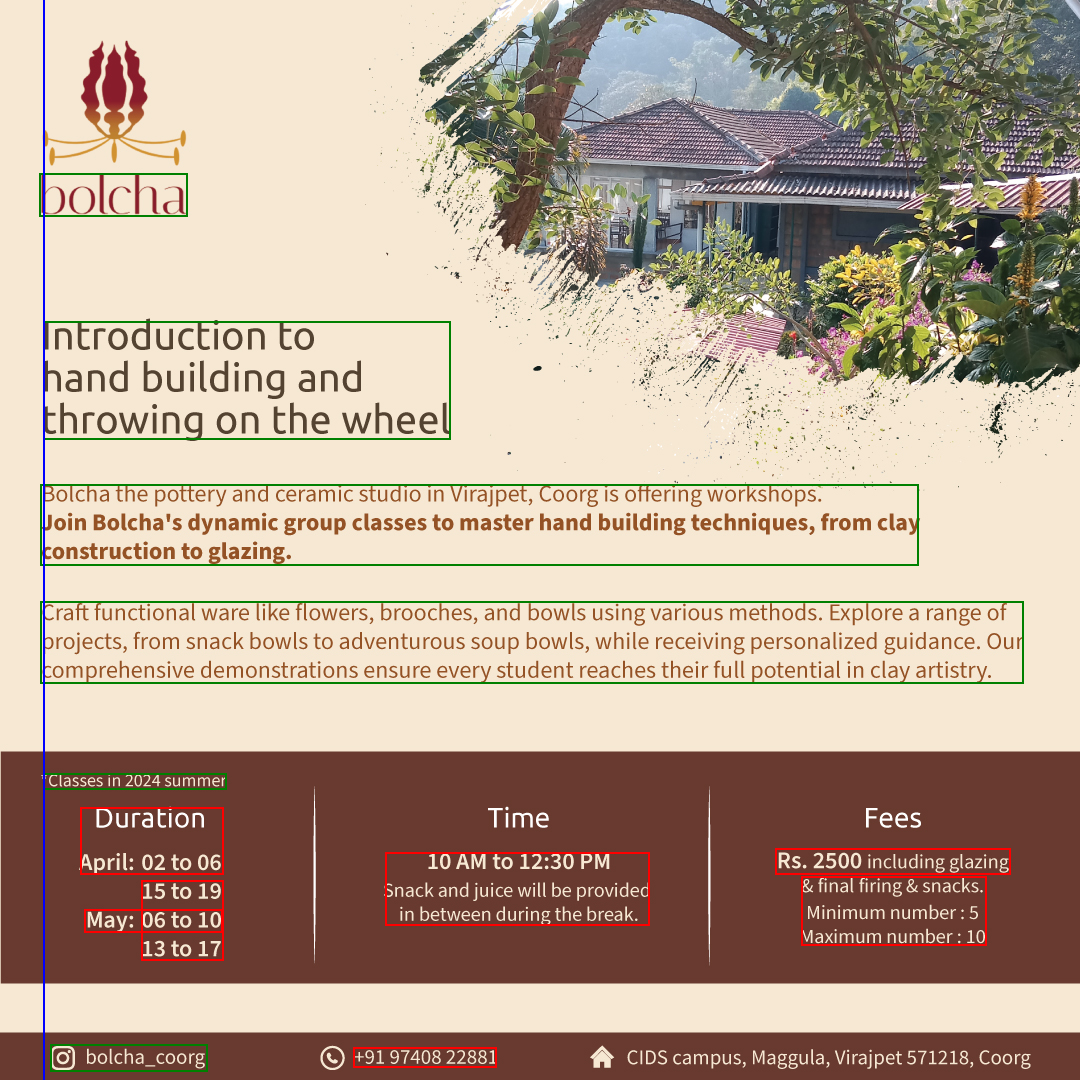 bolcha
Introduction to
hand building and
throwing on the wheel
Bolcha the pottery and ceramic studio in Virajpet, Coorg is offering workshops.
Join Bolcha's dynamic group classes to master hand building techniques, from clay
construction to glazing.
Craft functional ware like flowers, brooches, and bowls using various methods. Explore a range of
projects, from snack bowls to adventurous soup bowls, while receiving personalized guidance. Our
comprehensive demonstrations ensure every student reaches their full potential in clay artistry.
*Classes in 2024 summer
Duration
April: 02 to 06
15 to 19
May: 06 to 10
13 to 17
Time
10 AM to 12:30 PM
Snack and juice will be provided
in between during the break.
Fees
Rs. 2500 including glazing
& final firing & snacks.
Minimum number : 5
Maximum number : 10
bolcha_coorg
+91 97408 22881
CIDS campus, Maggula, Virajpet 571218, Coorg